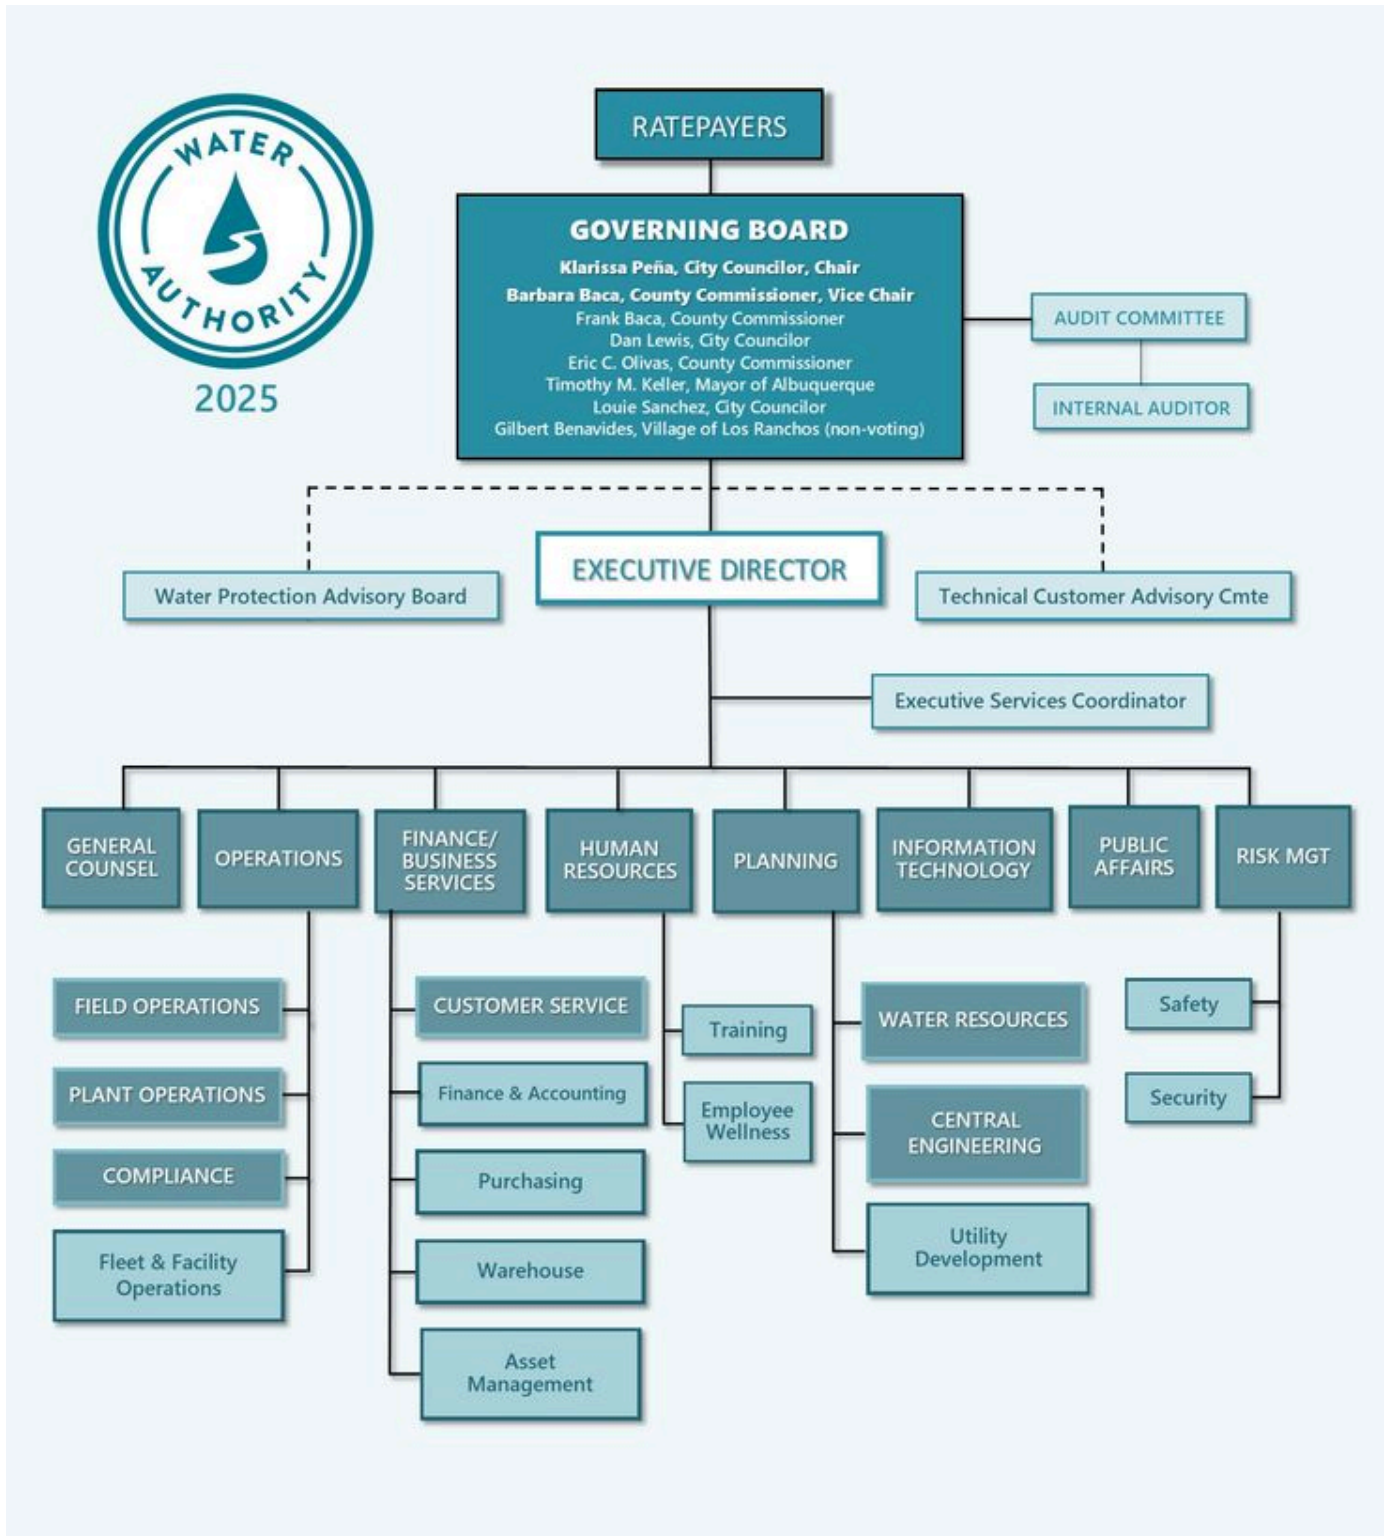 WATER
AUTHORITY
2025
RATEPAYERS
GOVERNING BOARD
Klarissa Peña, City Councilor, Chair
Barbara Baca, County Commissioner, Vice Chair
Frank Baca, County Commissioner
Dan Lewis, City Councilor
Eric C. Olivas, County Commissioner
Timothy M. Keller, Mayor of Albuquerque
Louie Sanchez, City Councilor
Gilbert Benavides, Village of Los Ranchos (non-voting)
AUDIT COMMITTEE
INTERNAL AUDITOR
Water Protection Advisory Board
EXECUTIVE DIRECTOR
Technical Customer Advisory Cmte
Executive Services Coordinator
GENERAL
COUNSEL
OPERATIONS
FINANCE/
BUSINESS
SERVICES
HUMAN
RESOURCES
PLANNING
INFORMATION
TECHNOLOGY
PUBLIC
AFFAIRS
RISK MGT
FIELD OPERATIONS
PLANT OPERATIONS
COMPLIANCE
Fleet & Facility
Operations
CUSTOMER SERVICE
Finance & Accounting
Purchasing
Warehouse
Asset
Management
Training
Employee
Wellness
WATER RESOURCES
CENTRAL
ENGINEERING
Utility
Development
Safety
Security